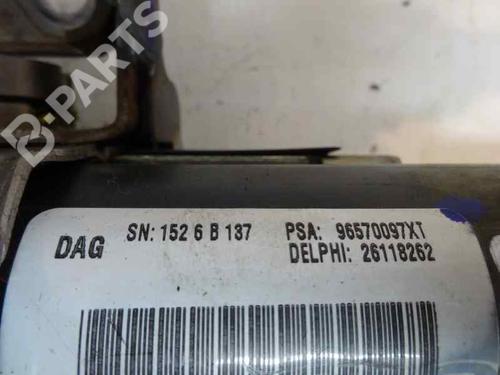 B-PARTS
SN: 152 6 B 137 PSA: 96570097XT
DAG DELPHI: 26118262